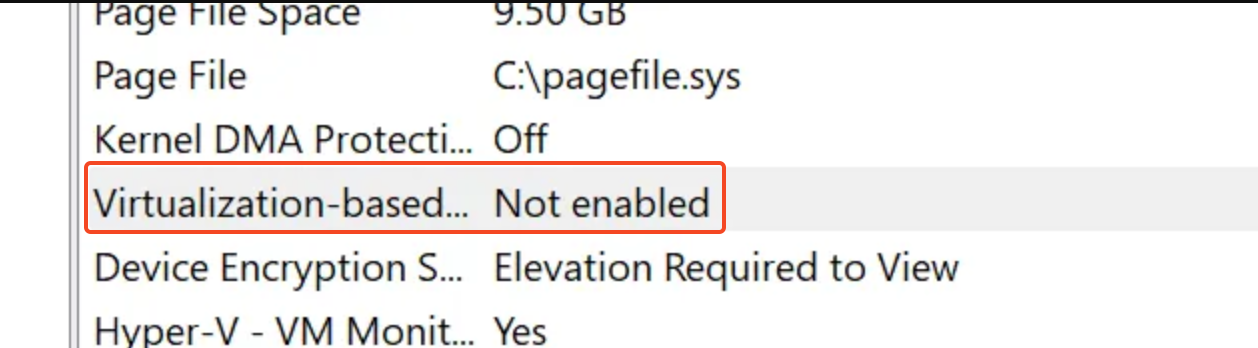 Page File Space 9.50 GB
Page File C:\pagefile.sys
Kernel DMA Protecti... Off
Virtualization-based... Not enabled
Device Encryption S... Elevation Required to View
Hyper-V - VM Monit... Yes